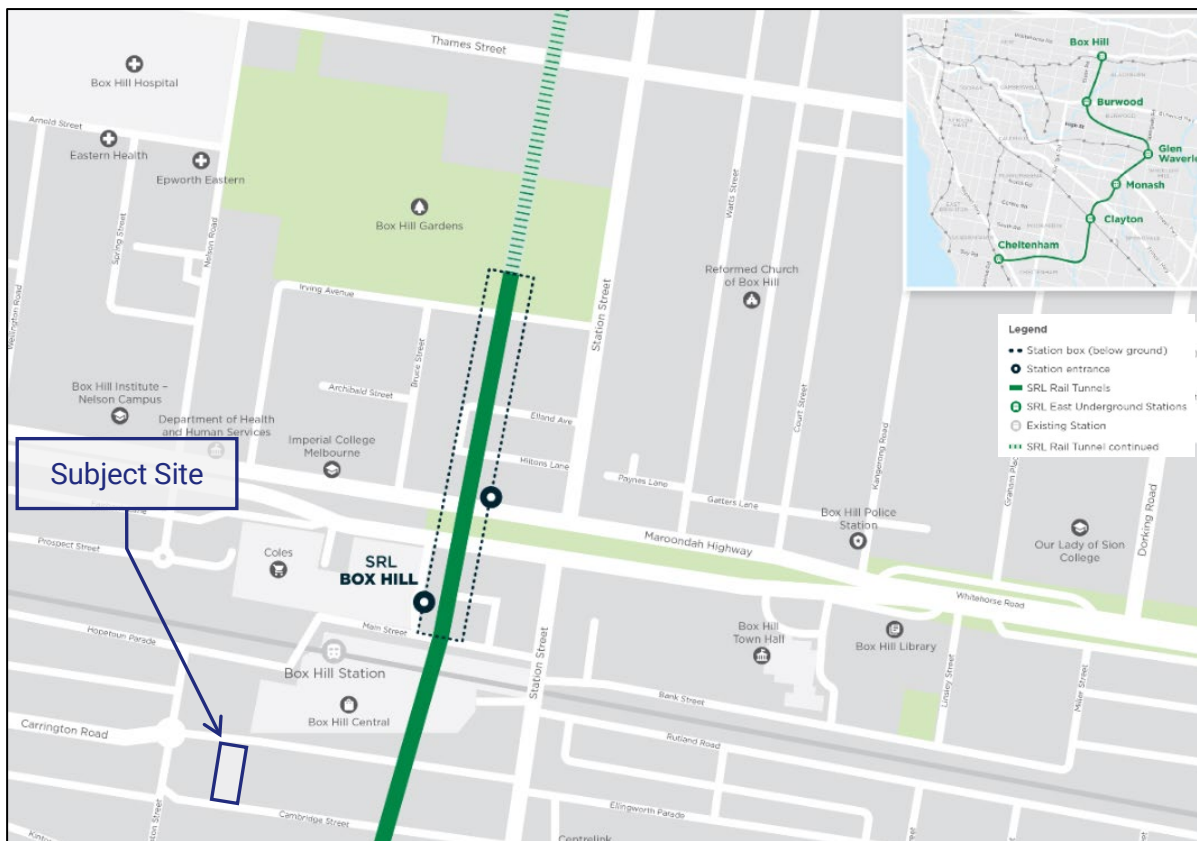 Thames Street
Box Hill Hospital
Arnold Street
Eastern Health
Epworth Eastern
Box Hill Gardens
Spring Street
Nelson Road
Wellington Road
Irving Avenue
Station Street
Watts Street
Reformed Church
of Box Hill
Court Street
Kangerong Road
Bruce Street
Archibald Street
Elland Ave
Hiltons Lane
Paynes Lane
Gatters Lane
Box Hill Institute –
Nelson Campus
Department of Health
and Human Services
Imperial College
Melbourne
Subject Site
Prospect Street
Coles
SRL
BOX HILL
Maroondah Highway
Box Hill Police
Station
Our Lady of Sion
College
Dorking Road
Whitehorse Road
Hopetoun Parade
Main Street
Box Hill Station
Box Hill Central
Station Street
Box Hill
Town Hall
Box Hill Library
Linsley Street
Miller Street
Bank Street
Rutland Road
Carrington Road
Cambridge Street
Ellingworth Parade
Centrelink
Box Hill
Burwood
Glen
Waverle
Monash
Clayton
Cheltenham
Legend
Station box (below ground)
Station entrance
SRL Rail Tunnels
SRL East Underground Stations
Existing Station
SRL Rail Tunnel continued